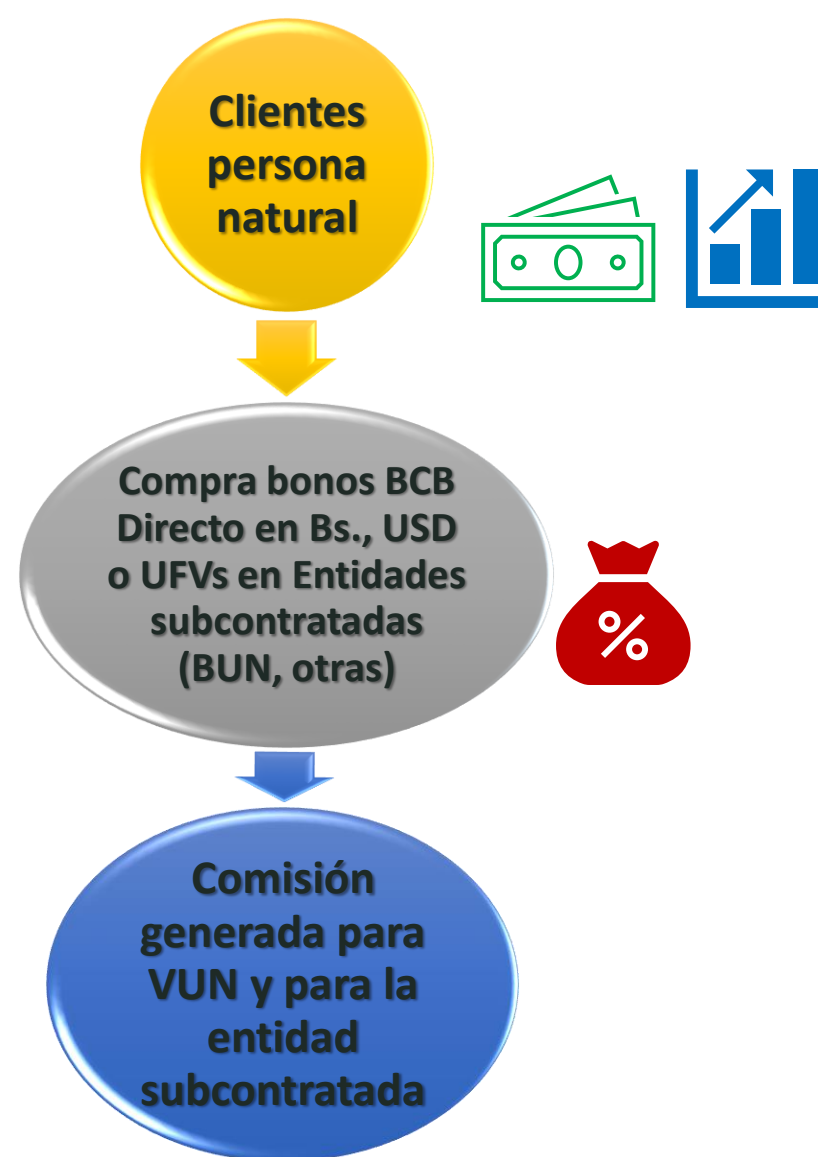 Clientes
persona
natural
Compra bonos BCB
Directo en Bs., USD
o UFVs en Entidades
subcontratadas
(BUN, otras)
%
Comisión
generada para
VUN y para la
entidad
subcontratada